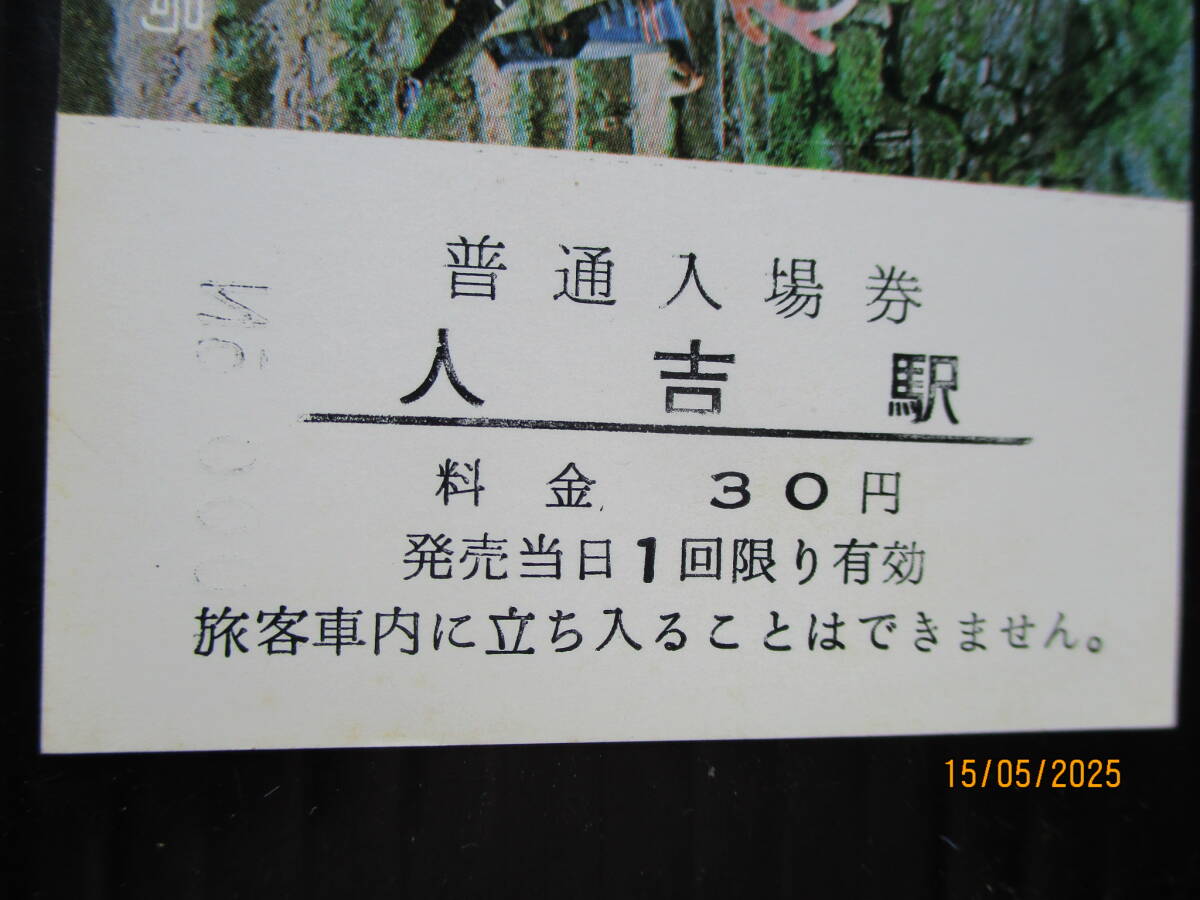 普通入場券
人吉駅
料金 30円
発売当日1回限り有効
旅客車内に立ち入ることはできません。
15/05/2025